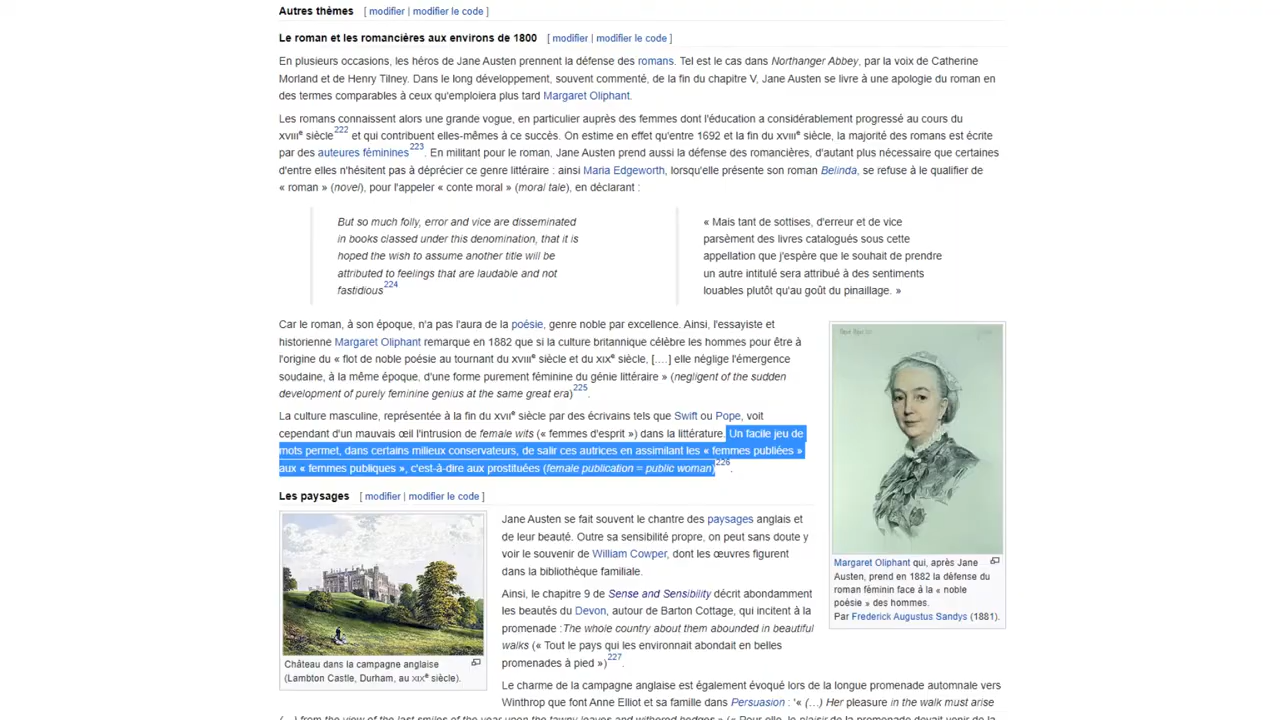 Autres thèmes [ modifier | modifier le code ]
Le roman et les romancières aux environs de 1800 [ modifier | modifier le code ]
En plusieurs occasions, les héros de Jane Austen prennent la défense des romans. Tel est le cas dans Northanger Abbey, par la voix de Catherine
Morland et de Henry Tilney. Dans le long développement, souvent commenté, de la fin du chapitre V, Jane Austen se livre à une apologie du roman en
des termes comparables à ceux qu'emploiera plus tard Margaret Oliphant.
Les romans connaissent alors une grande vogue, en particulier auprès des femmes dont l'éducation a considérablement progressé au cours du
XVIIIe siècle222 et qui contribuent elles-mêmes à ce succès. On estime en effet qu'entre 1692 et la fin du XVIIIe siècle, la majorité des romans est écrite
par des auteures féminines223. En militant pour le roman, Jane Austen prend aussi la défense des romancières, d'autant plus nécessaire que certaines
d'entre elles n'hésitent pas à déprécier ce genre littéraire : ainsi Maria Edgeworth, lorsqu'elle présente son roman Belinda, se refuse à le qualifier de
« roman » (novel), pour l'appeler « conte moral » (moral tale), en déclarant :
But so much folly, error and vice are disseminated
in books classed under this denomination, that it is
hoped the wish to assume another title will be
attributed to feelings that are laudable and not
fastidious224
« Mais tant de sottises, d'erreur et de vice
parsèment des livres catalogués sous cette
appellation que j'espère que le souhait de prendre
un autre intitulé sera attribué à des sentiments
louables plutôt qu'au goût du pinaillage. »
Car le roman, à son époque, n'a pas l'aura de la poésie, genre noble par excellence. Ainsi, l'essayiste et
historienne Margaret Oliphant remarque en 1882 que si la culture britannique célèbre les hommes pour être à
l'origine du « flot de noble poésie au tournant du XVIIIe siècle et du XIXe siècle, [....] elle néglige l'émergence
soudaine, à la même époque, d'une forme purement féminine du génie littéraire » (negligent of the sudden
development of purely feminine genius at the same great era)225.
La culture masculine, représentée à la fin du XVIIe siècle par des écrivains tels que Swift ou Pope, voit
cependant d'un mauvais œil l'intrusion de female wits (« femmes d'esprit ») dans la littérature. Un facile jeu de
mots permet, dans certains milieux conservateurs, de salir ces autrices en assimilant les « femmes publiées »
aux « femmes publiques », c'est-à-dire aux prostituées (female publication = public woman)226.
Margaret Oliphant qui, après Jane
Austen, prend en 1882 la défense du
roman féminin face à la « noble
poésie » des hommes.
Par Frederick Augustus Sandys (1881).
Les paysages [ modifier | modifier le code ]
Château dans la campagne anglaise
(Lambton Castle, Durham, au XIXe siècle).
Jane Austen se fait souvent le chantre des paysages anglais et
de leur beauté. Outre sa sensibilité propre, on peut sans doute y
voir le souvenir de William Cowper, dont les œuvres figurent
dans la bibliothèque familiale.
Ainsi, le chapitre 9 de Sense and Sensibility décrit abondamment
les beautés du Devon, autour de Barton Cottage, qui incitent à la
promenade :The whole country about them abounded in beautiful
walks (« Tout le pays qui les environnait abondait en belles
promenades à pied »)227.
Le charme de la campagne anglaise est également évoqué lors de la longue promenade automnale vers
Winthrop que font Anne Elliot et sa famille dans Persuasion : '« (…) Her pleasure in the walk must arise
(…) from the view of the last smiles of the year upon the tawny leaves and withered hedges » (« Pour elle, le plaisir de la promenade devait venir de la